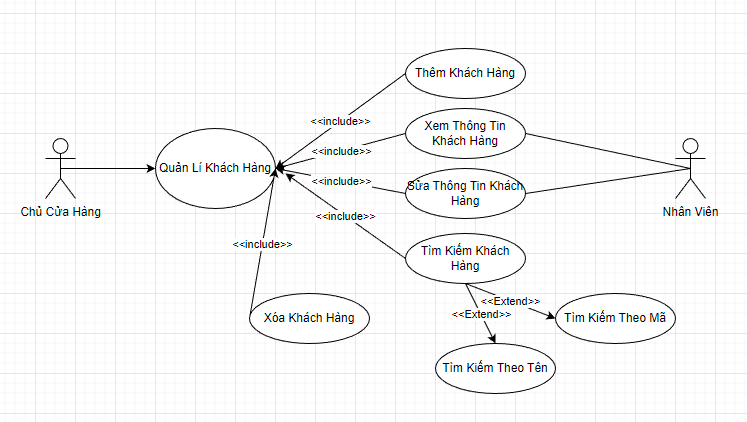 Thêm Khách Hàng
<<include>>
Xem Thông Tin
Khách Hàng
<<include>>
Quản Lí Khách Hàng
<<include>>
Sửa Thông Tin Khách
Hàng
Chủ Cửa Hàng
Nhân Viên
<<include>>
<<include>>
Tìm Kiếm Khách
Hàng
<<Extend>>
<<Extend>>
Xóa Khách Hàng
Tìm Kiếm Theo Mã
Tìm Kiếm Theo Tên